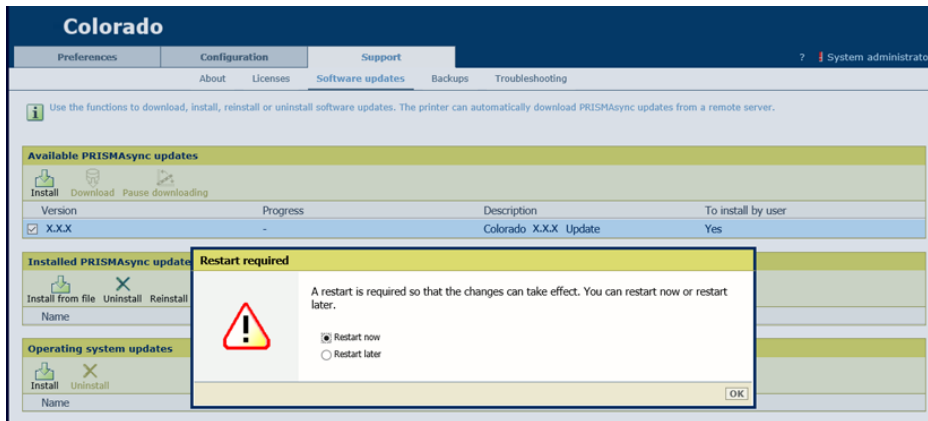 Colorado
Preferences Configuration Support ? System administrato
About Licenses Software updates Backups Troubleshooting
Use the functions to download, install, reinstall or uninstall software updates. The printer can automatically download PRISMAsync updates from a remote server.
Available PRISMAsync updates
Install Download Pause downloading
Version Progress Description To install by user
X.X.X - Colorado X.X.X Update Yes
Installed PRISMAsync update
Install from file Uninstall Reinstall
Name
Operating system updates
Install Uninstall
Name
Restart required
A restart is required so that the changes can take effect. You can restart now or restart
later.
Restart now
Restart later
OK